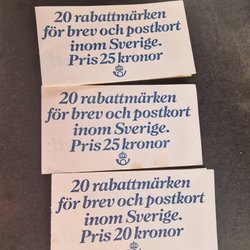 20 rabattmärken
för brev och postkort
inom Sverige.
Pris 25 kronor
20 rabattmärken
för brev och postkort
inom Sverige.
Pris 25 kronor
20 rabattmärken
för brev och postkort
inom Sverige.
Pris 20 kronor